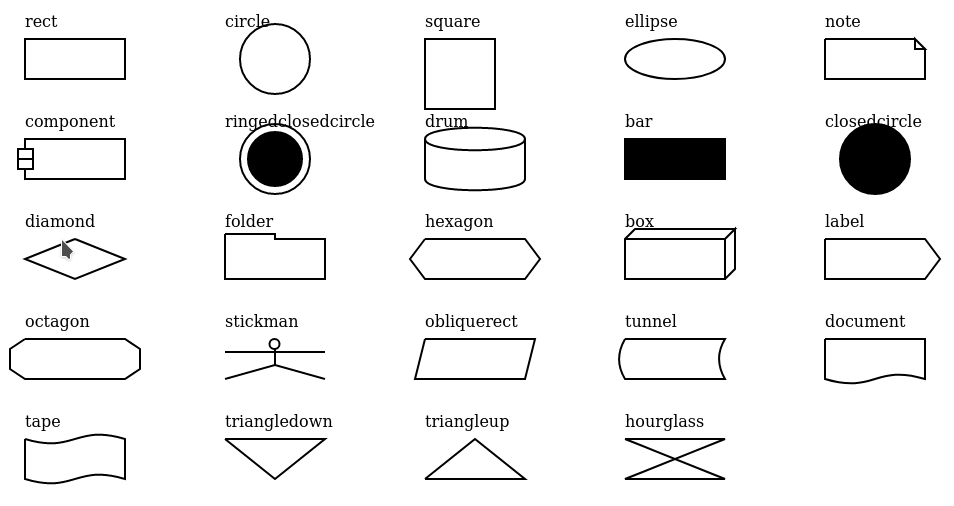 rect
circle
square
ellipse
note
component
ringedclosedcircle
drum
bar
closedcircle
diamond
folder
hexagon
box
label
octagon
stickman
obliquerect
tunnel
document
tape
triangledown
triangleup
hourglass